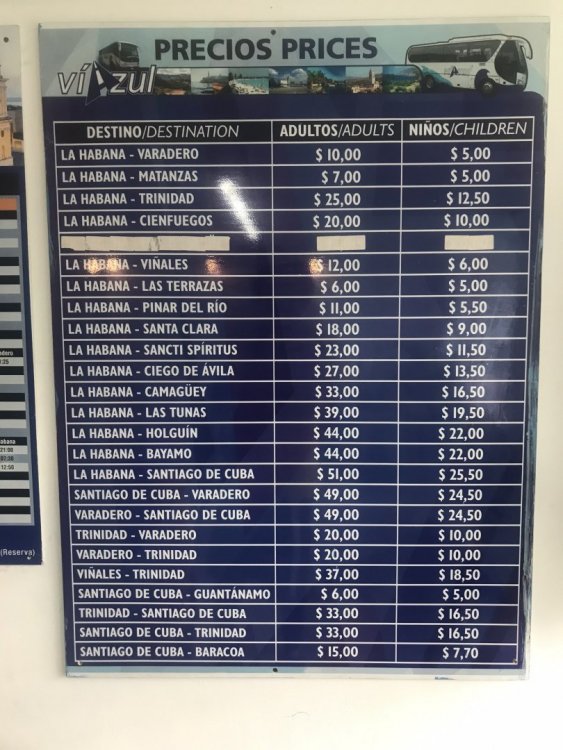 PRECIOS PRICES
víAzul
DESTINO/DESTINATION ADULTOS/ADULTS NIÑOS/CHILDREN
LA HABANA - VARADERO $ 10,00 $ 5,00
LA HABANA - MATANZAS $ 7,00 $ 5,00
LA HABANA - TRINIDAD $ 25,00 $ 12,50
LA HABANA - CIENFUEGOS $ 20,00 $ 10,00
LA HABANA - VIÑALES $ 12,00 $ 6,00
LA HABANA - LAS TERRAZAS $ 6,00 $ 5,00
LA HABANA - PINAR DEL RÍO $ 11,00 $ 5,50
LA HABANA - SANTA CLARA $ 18,00 $ 9,00
LA HABANA - SANCTI SPÍRITUS $ 23,00 $ 11,50
LA HABANA - CIEGO DE ÁVILA $ 27,00 $ 13,50
LA HABANA - CAMAGÜEY $ 33,00 $ 16,50
LA HABANA - LAS TUNAS $ 39,00 $ 19,50
LA HABANA - HOLGUÍN $ 44,00 $ 22,00
LA HABANA - BAYAMO $ 44,00 $ 22,00
LA HABANA - SANTIAGO DE CUBA $ 51,00 $ 25,50
SANTIAGO DE CUBA - VARADERO $ 49,00 $ 24,50
VARADERO - SANTIAGO DE CUBA $ 49,00 $ 24,50
TRINIDAD - VARADERO $ 20,00 $ 10,00
VARADERO - TRINIDAD $ 20,00 $ 10,00
VIÑALES - TRINIDAD $ 37,00 $ 18,50
SANTIAGO DE CUBA - GUANTÁNAMO $ 6,00 $ 5,00
TRINIDAD - SANTIAGO DE CUBA $ 33,00 $ 16,50
SANTIAGO DE CUBA - TRINIDAD $ 33,00 $ 16,50
SANTIAGO DE CUBA - BARACOA $ 15,00 $ 7,70
21:00
12:50
(Reserva)